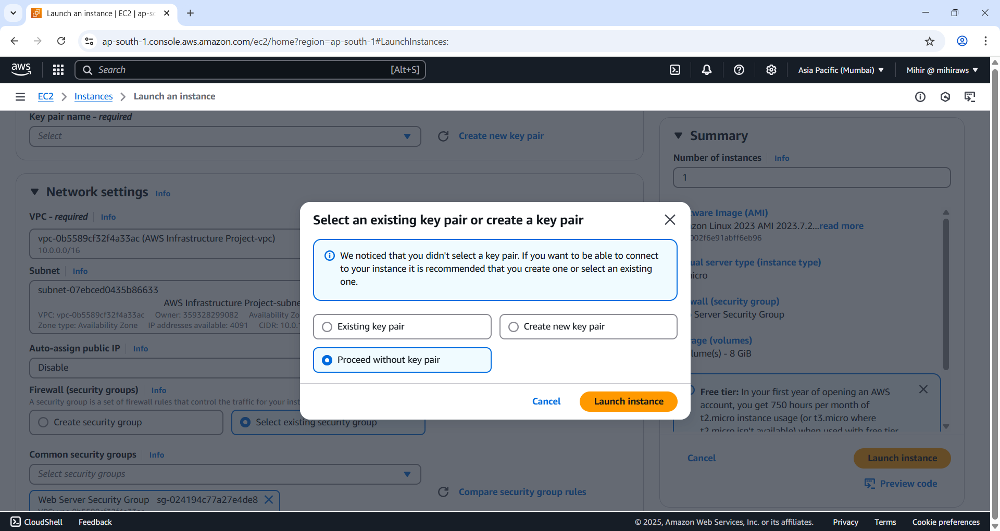 Launch an instance | EC2 | ap-so
ap-south-1.console.aws.amazon.com/ec2/home?region=ap-south-1#LaunchInstances:
aws
Search
[Alt+S]
Asia Pacific (Mumbai)
Mihir @ mihiraws
EC2
Instances
Launch an instance
Key pair name - required
Select
Create new key pair
Network settings
Info
VPC - required
Info
vpc-0b5589cf32f4a33ac (AWS Infrastructure Project-vpc)
10.0.0.0/16
Subnet
Info
subnet-07ebced0435b86633
AWS Infrastructure Project-subne
VPC: vpc-0b5589cf32f4a33ac Owner: 359328299082 Availability Zo
Zone type: Availability Zone IP addresses available: 4091 CIDR: 10.0.
Auto-assign public IP
Info
Disable
Firewall (security groups)
Info
A security group is a set of firewall rules that control the traffic for your inst
Create security group
Select existing security group
Common security groups
Info
Select security groups
Web Server Security Group sg-024194c77a27e4de8
Compare security group rules
Select an existing key pair or create a key pair
We noticed that you didn't select a key pair. If you want to be able to connect
to your instance it is recommended that you create one or select an existing
one.
Existing key pair
Create new key pair
Proceed without key pair
Cancel
Launch instance
Summary
Number of instances
Info
1
ware Image (AMI)
zon Linux 2023 AMI 2023.7.2...read more
002f6e91abff6eb96
ual server type (instance type)
icro
wall (security group)
Server Security Group
age (volumes)
lume(s) - 8 GiB
Free tier: In your first year of opening an AWS
account, you get 750 hours per month of
t2.micro instance usage (or t3.micro where
t2.micro isn't available) when used with free tier
Cancel
Launch instance
Preview code
CloudShell
Feedback
© 2025, Amazon Web Services, Inc. or its affiliates.
Privacy
Terms
Cookie preferences